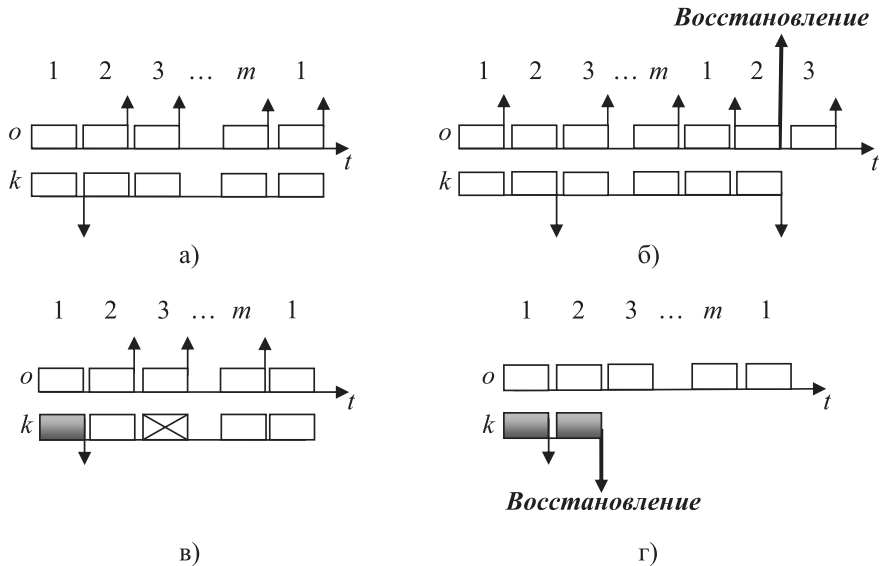 Восстановление
1 2 3 … m 1
1 2 3 … m 1 2 3
o
t
k
o
t
k
а)
б)
1 2 3 … m 1
1 2 3 … m 1
o
t
k
o
t
k
Восстановление
в)
г)